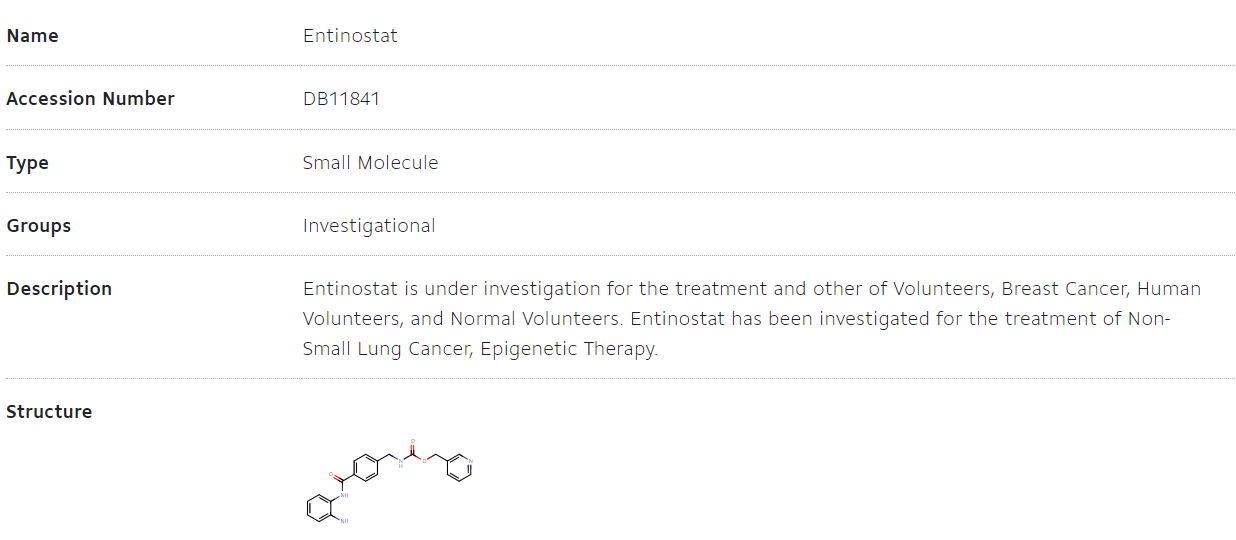 Name Entinostat
Accession Number DB11841
Type Small Molecule
Groups Investigational
Description Entinostat is under investigation for the treatment and other of Volunteers, Breast Cancer, Human
Volunteers, and Normal Volunteers. Entinostat has been investigated for the treatment of Non-
Small Lung Cancer, Epigenetic Therapy.
Structure
O
N
H
O
N
O
NH
NH